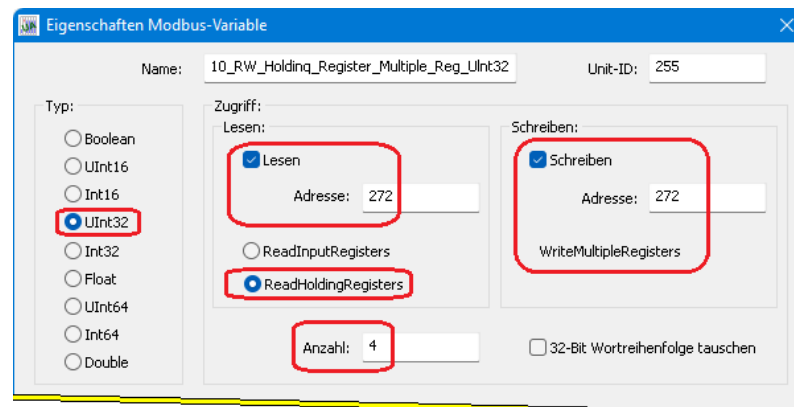 Eigenschaften Modbus-Variable
Name: 10_RW_Holding_Register_Multiple_Reg_UInt32 Unit-ID: 255
Typ:
Boolean
UInt16
Int16
UInt32
Int32
Float
UInt64
Int64
Double
Zugriff:
Lesen:
Lesen
Adresse: 272
ReadInputRegisters
ReadHoldingRegisters
Schreiben:
Schreiben
Adresse: 272
WriteMultipleRegisters
Anzahl: 4
32-Bit Wortreihenfolge tauschen